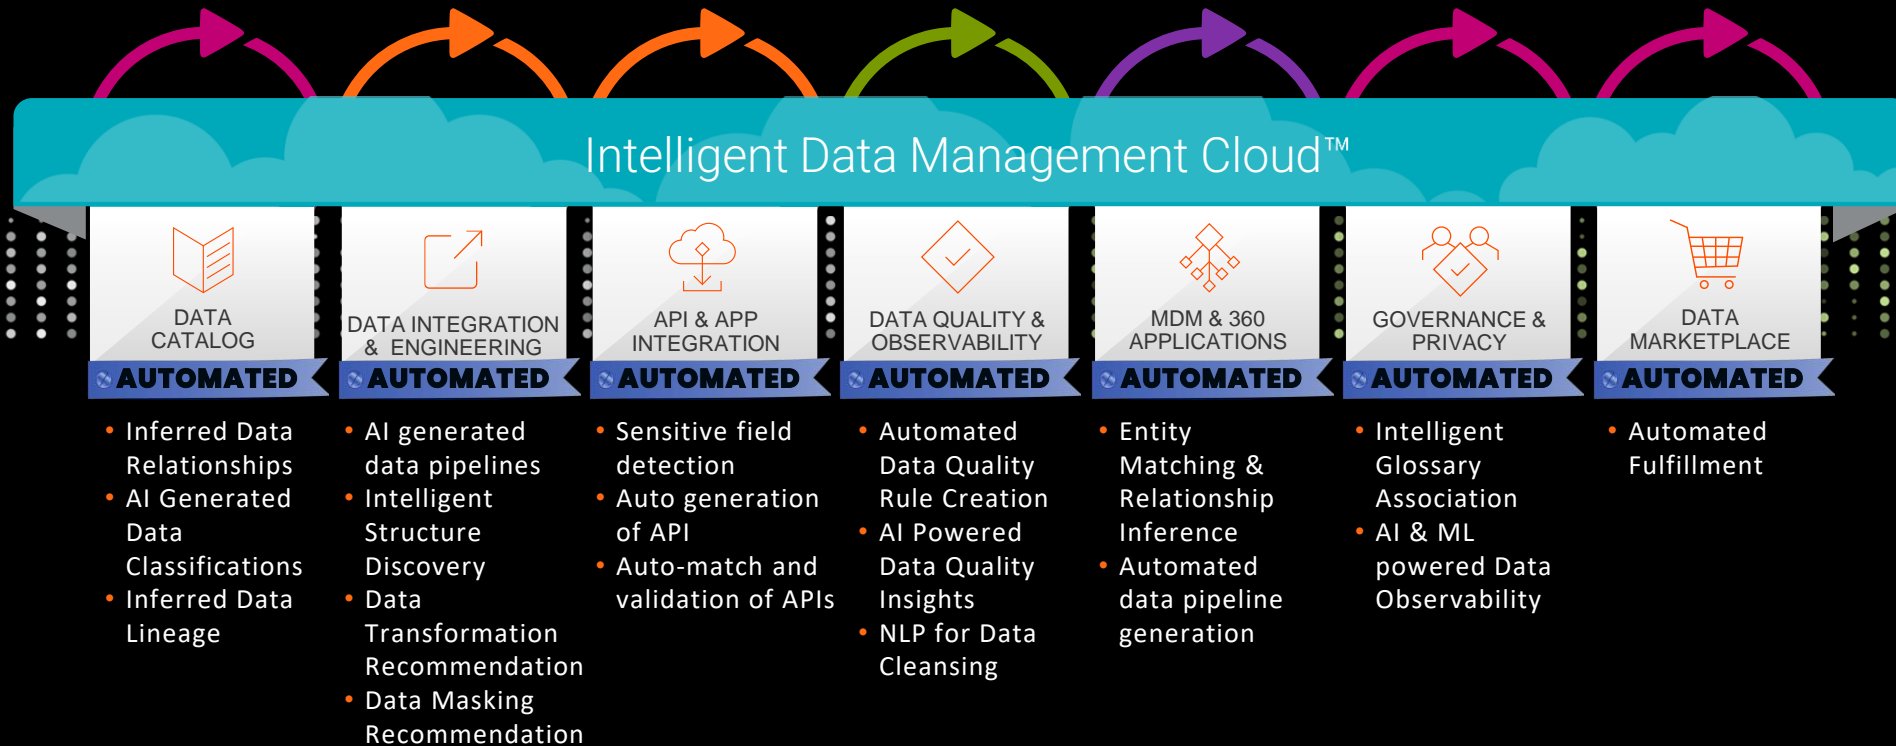 Intelligent Data Management Cloud™
DATA
CATALOG
AUTOMATED
• Inferred Data
Relationships
• AI Generated
Data
Classifications
• Inferred Data
Lineage
DATA INTEGRATION
& ENGINEERING
AUTOMATED
• AI generated
data pipelines
• Intelligent
Structure
Discovery
• Data
Transformation
Recommendation
• Data Masking
Recommendation
API & APP
INTEGRATION
AUTOMATED
• Sensitive field
detection
• Auto generation
of API
• Auto-match and
validation of APIs
DATA QUALITY &
OBSERVABILITY
AUTOMATED
• Automated
Data Quality
Rule Creation
• AI Powered
Data Quality
Insights
• NLP for Data
Cleansing
MDM & 360
APPLICATIONS
AUTOMATED
• Entity
Matching &
Relationship
Inference
• Automated
data pipeline
generation
GOVERNANCE &
PRIVACY
AUTOMATED
• Intelligent
Glossary
Association
• AI & ML
powered Data
Observability
DATA
MARKETPLACE
AUTOMATED
• Automated
Fulfillment